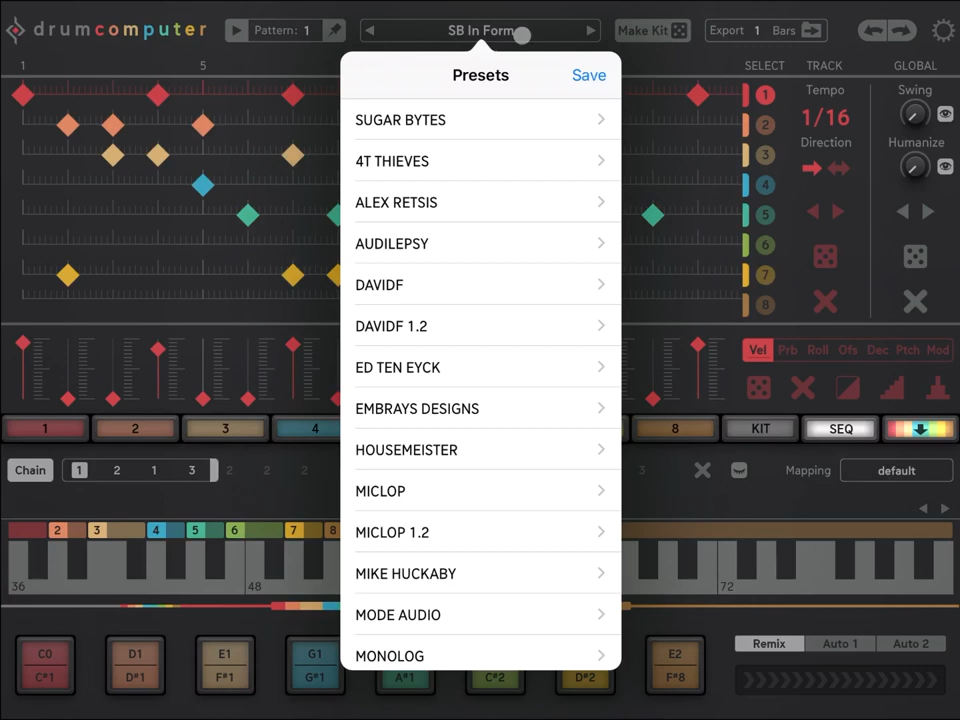 drumcomputer
Pattern: 1
SB In Form
Make Kit
Export 1 Bars
1
5
SELECT
TRACK
GLOBAL
Presets
Save
SUGAR BYTES
4T THIEVES
ALEX RETSIS
AUDILEPSY
DAVIDF
DAVIDF 1.2
ED TEN EYCK
EMBRAYS DESIGNS
HOUSEMEISTER
MICLOP
MICLOP 1.2
MIKE HUCKABY
MODE AUDIO
MONOLOG
1
2
3
4
5
6
7
8
Tempo
1/16
Direction
Swing
Humanize
Vel Prb Roll Ofs Dec Ptch Mod
1 2 3 4 8 KIT SEQ
Chain 1 2 1 3 2 2 2 3
Mapping default
2 3 4 5 6 7 8
36 48 72
C0 D1 E1 G1 E2
C#1 D#1 F#1 G#1 A#1 C#2 D#2 F#8
Remix Auto 1 Auto 2